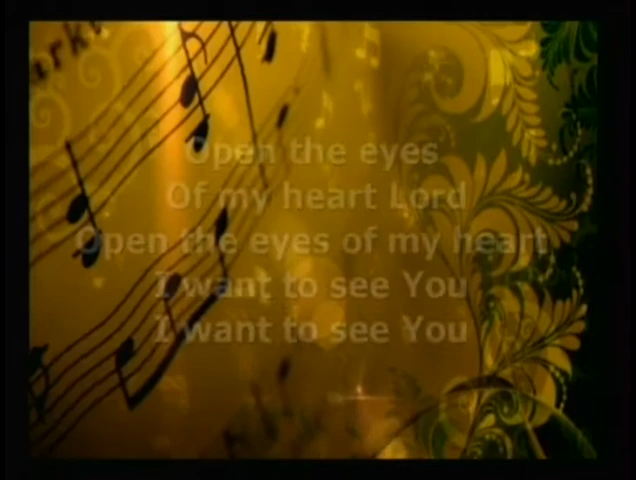 Open the eyes
Of my heart Lord
Open the eyes of my heart
I want to see You
I want to see You